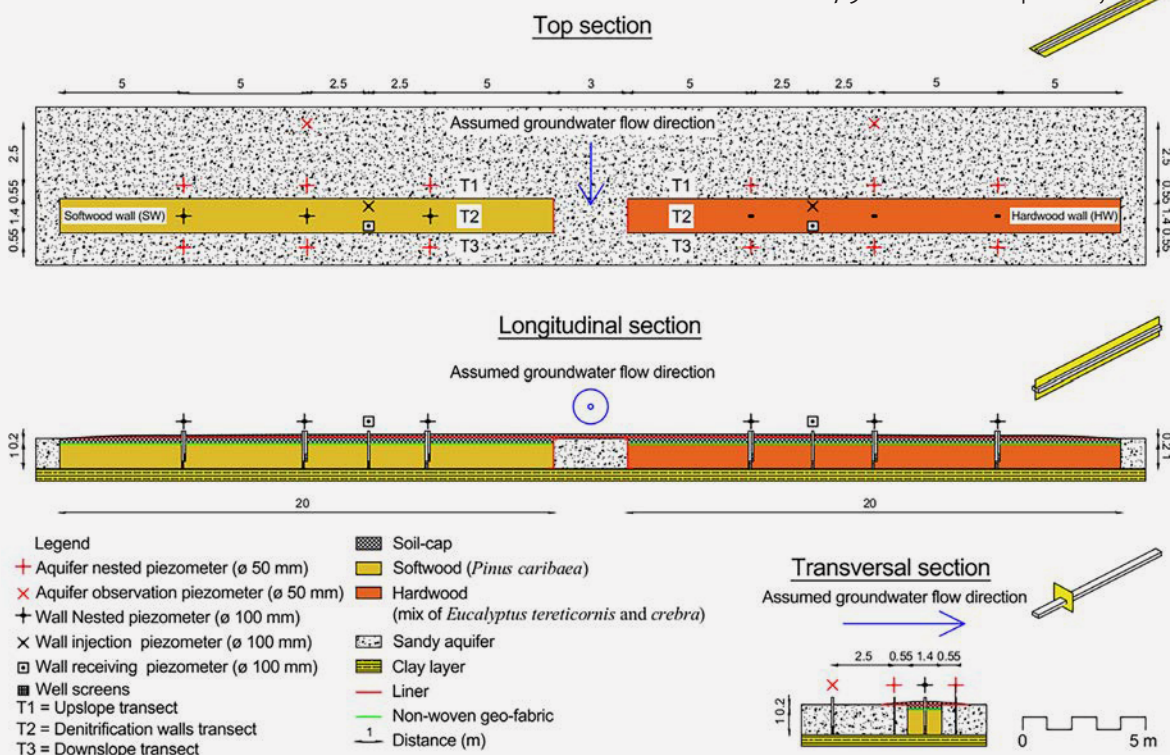 Top section
5 5 2.5 2.5 5 3 5 2.5 2.5 5 5
Assumed groundwater flow direction
2.5
0.55
1.4
0.55
T1 T1
Softwood wall (SW) T2 T2 Hardwood wall (HW)
T3 T3
2.5
1.4
Longitudinal section
Assumed groundwater flow direction
1 0.2
20 20
Legend
Aquifer nested piezometer (ø 50 mm)
Aquifer observation piezometer (ø 50 mm)
Wall Nested piezometer (ø 100 mm)
Wall injection piezometer (ø 100 mm)
Wall receiving piezometer (ø 100 mm)
Well screens
T1 = Upslope transect
T2 = Denitrification walls transect
T3 = Downslope transect
Soil-cap
Softwood (Pinus caribaea)
Hardwood
(mix of Eucalyptus tereticornis and crebra)
Sandy aquifer
Clay layer
Liner
Non-woven geo-fabric
1
Distance (m)
Transversal section
Assumed groundwater flow direction
2.5 0.55 1.4 0.55
1 0.2
0 5 m